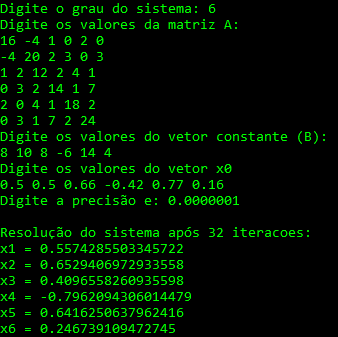 Digite o grau do sistema: 6
Digite os valores da matriz A:
16 -4 1 0 2 0
-4 20 2 3 0 3
1 2 12 2 4 1
0 3 2 14 1 7
2 0 4 1 18 2
0 3 1 7 2 24
Digite os valores do vetor constante (B):
8 10 8 -6 14 4
Digite os valores do vetor x0
0.5 0.5 0.66 -0.42 0.77 0.16
Digite a precisão e: 0.0000001
Resolução do sistema após 32 iteracoes:
x1 = 0.5574285503345722
x2 = 0.6529406972933558
x3 = 0.4096558260935598
x4 = -0.7962094306014479
x5 = 0.6416250637962416
x6 = 0.246739109472745